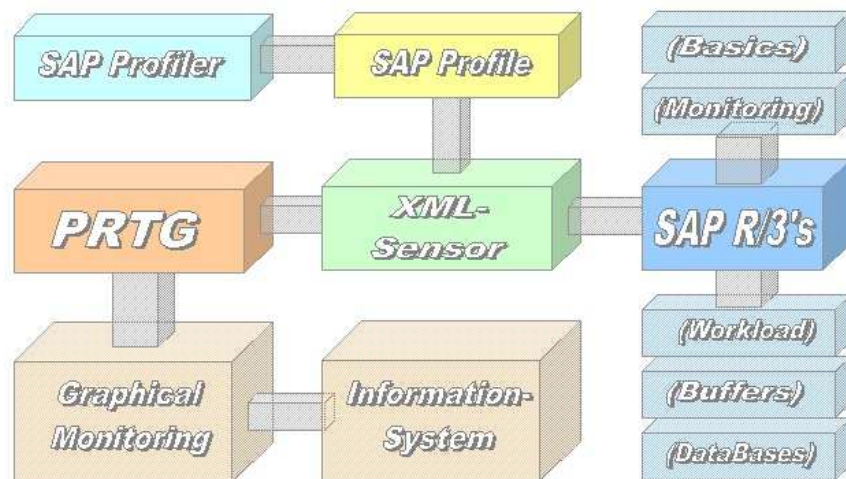 SAP Profiler
SAP Profile
(Basics)
(Monitoring)
PRTG
XML-
Sensor
SAP R/3's
Graphical
Monitoring
Information-
System
(Workload)
(Buffers)
(DataBases)